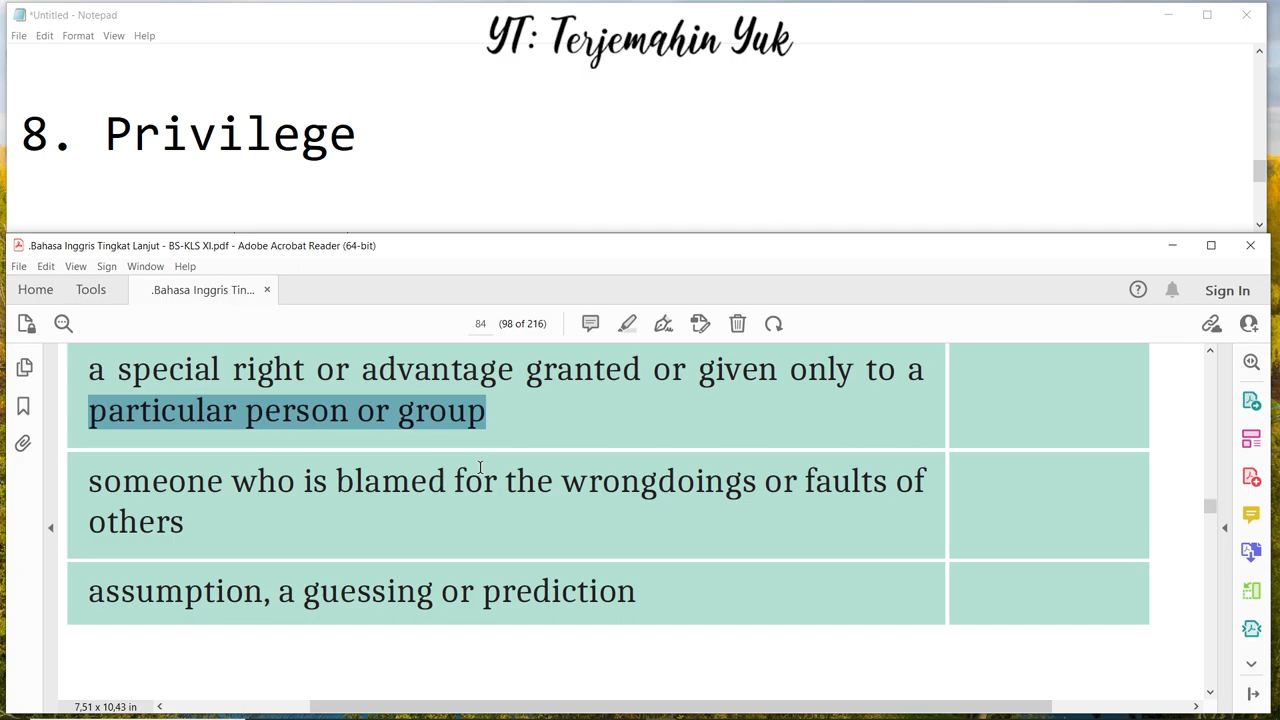 *Untitled - Notepad
File Edit Format View Help
YT: Terjemahin Yuk
8. Privilege
.Bahasa Inggris Tingkat Lanjut - BS-KLS XI.pdf - Adobe Acrobat Reader (64-bit)
File Edit View Sign Window Help
Home Tools .Bahasa Inggris Tin... × Sign In
84 (98 of 216)
a special right or advantage granted or given only to a
particular person or group
someone who is blamed for the wrongdoings or faults of
others
assumption, a guessing or prediction
7,51 x 10,43 in